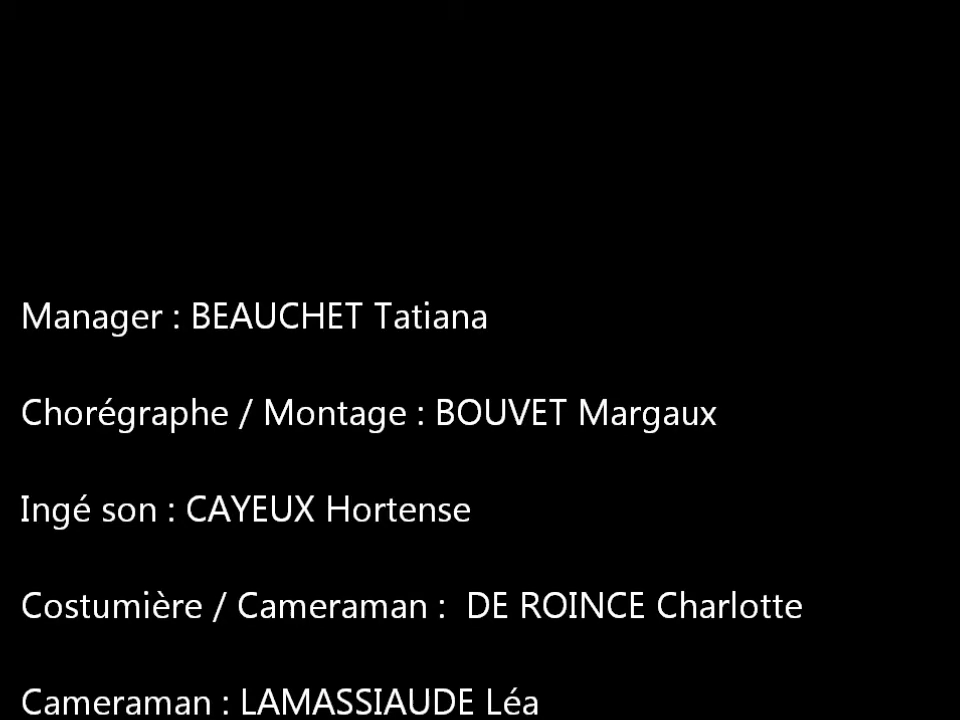 Manager : BEAUCHET Tatiana
Chorégraphe / Montage : BOUVET Margaux
Ingé son : CAYEUX Hortense
Costumière / Cameraman :  DE ROINCE Charlotte
Cameraman : LAMASSIAUDE Léa